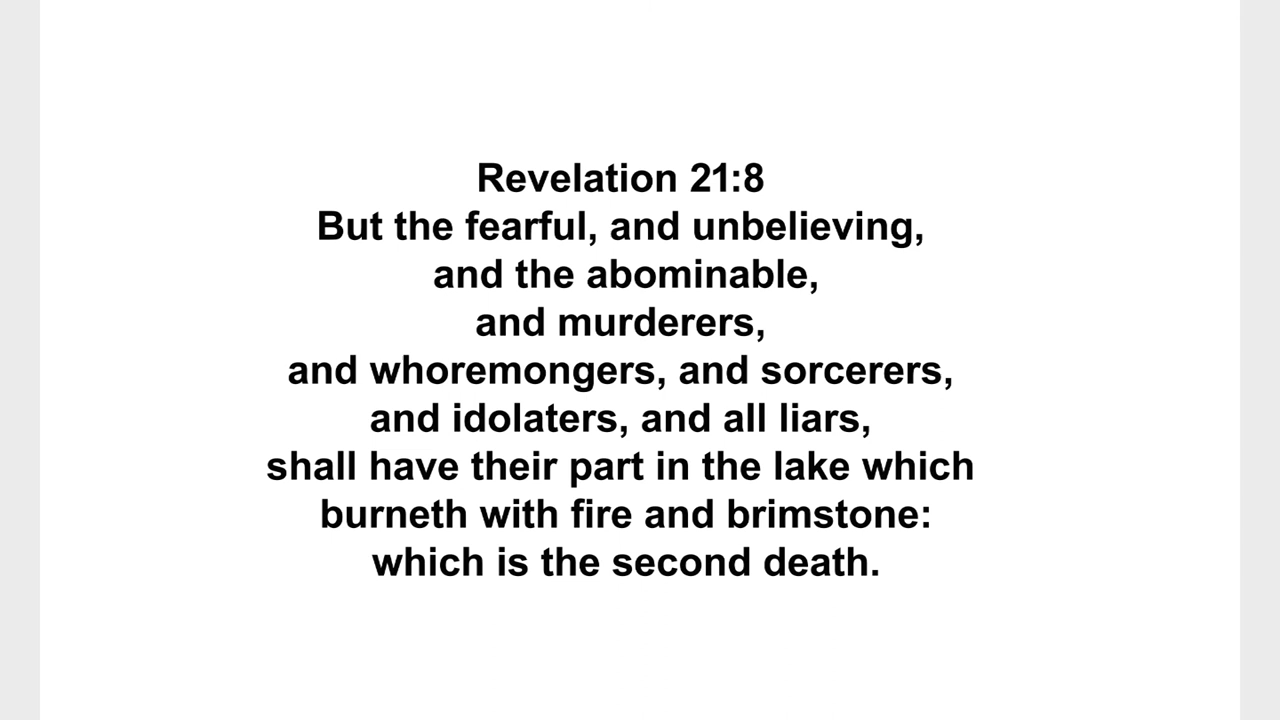 Revelation 21:8
But the fearful, and unbelieving,
and the abominable,
and murderers,
and whoremongers, and sorcerers,
and idolaters, and all liars,
shall have their part in the lake which
burneth with fire and brimstone:
which is the second death.